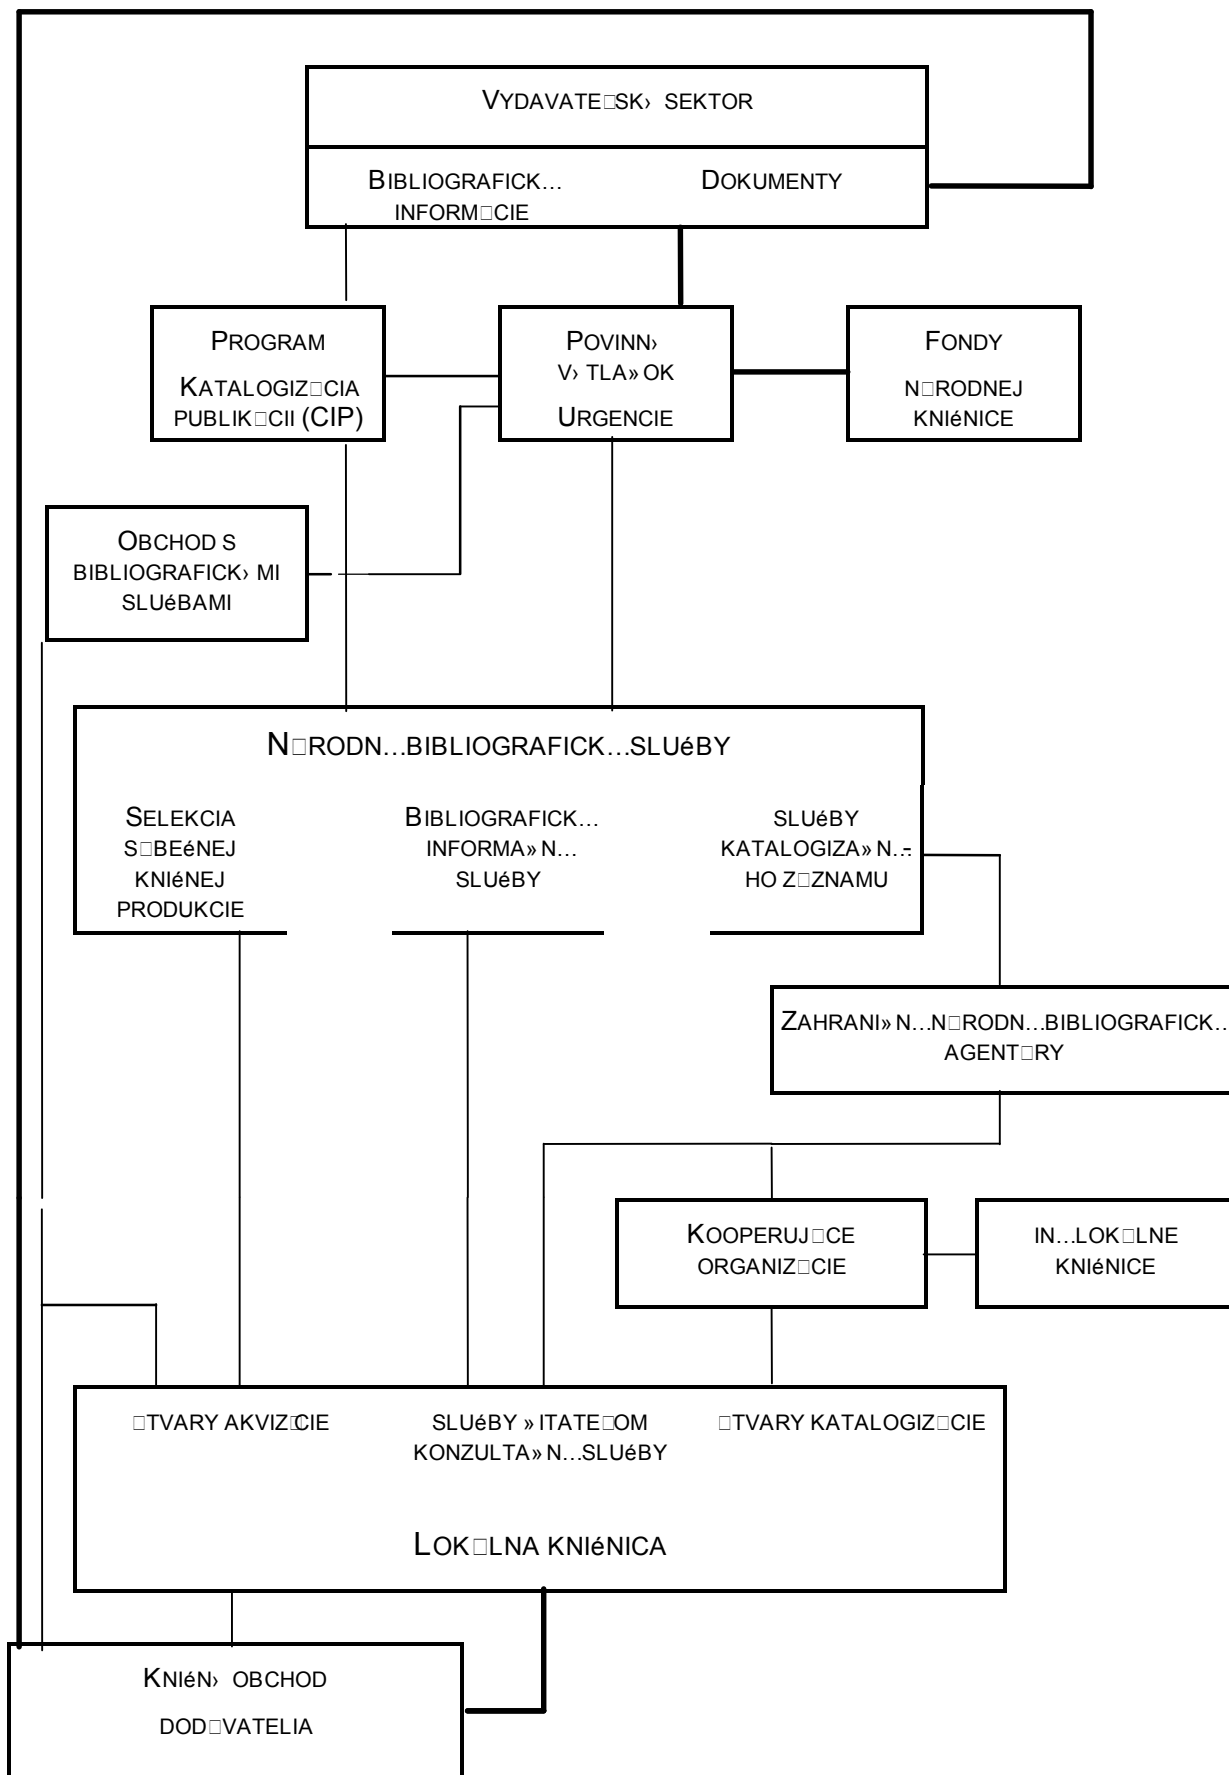 VYDAVATE□SK› SEKTOR
BIBLIOGRAFICK…
INFORM□CIE
DOKUMENTY
PROGRAM
KATALOGIZ□CIA
PUBLIK□CII (CIP)
POVINN›
V› TLA» OK
URGENCIE
FONDY
N□RODNEJ
KNIéNICE
OBCHOD S
BIBLIOGRAFICK› MI
SLUéBAMI
N□RODN…BIBLIOGRAFICK…SLUéBY
SELEKCIA
S□BEéNEJ
KNIéNEJ
PRODUKCIE
BIBLIOGRAFICK…
INFORMA» N…
SLUéBY
SLUéBY
KATALOGIZA» N…-
HO Z□ZNAMU
ZAHRANI» N…N□RODN…BIBLIOGRAFICK…
AGENT□RY
KOOPERUJ□CE
ORGANIZ□CIE
IN…LOK□LNE
KNIéNICE
□TVARY AKVIZ□CIE
SLUéBY » ITATE□OM
KONZULTA» N…SLUéBY
□TVARY KATALOGIZ□CIE
LOK□LNA KNIéNICA
KNIéN› OBCHOD
DOD□VATELIA